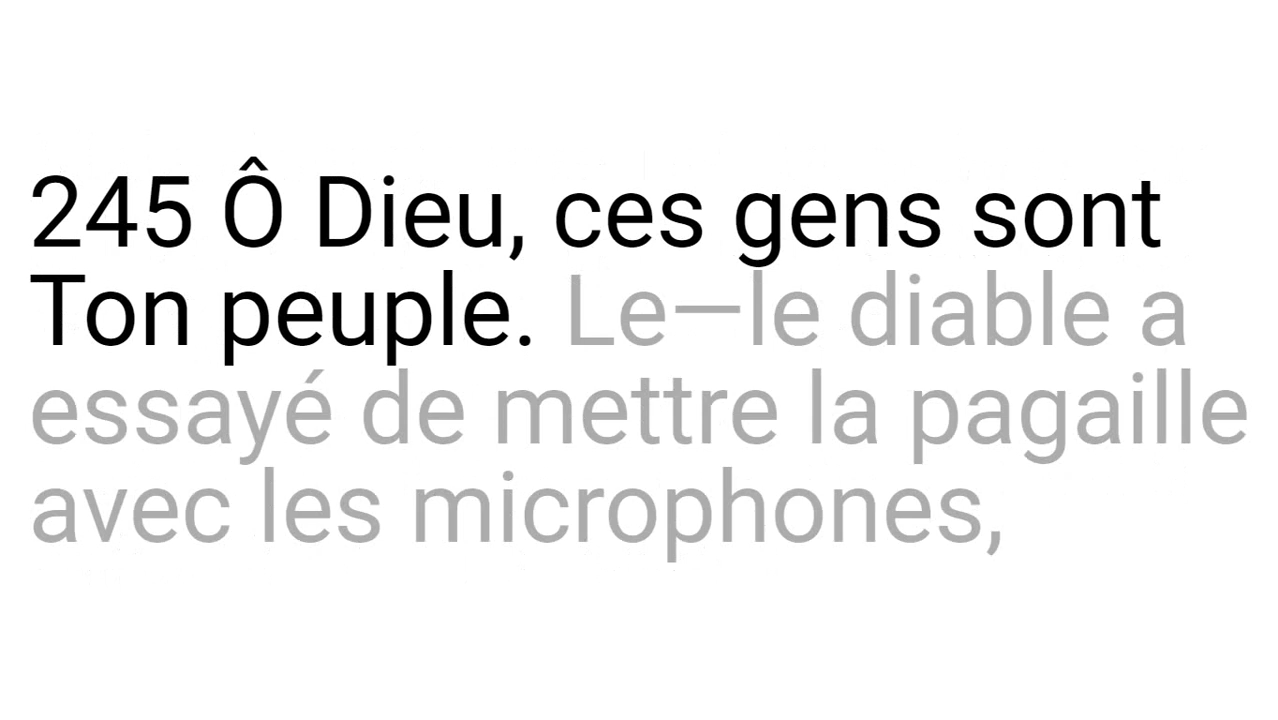 245 Ô Dieu, ces gens sont
Ton peuple. Le—le diable a
essayé de mettre la pagaille
avec les microphones,